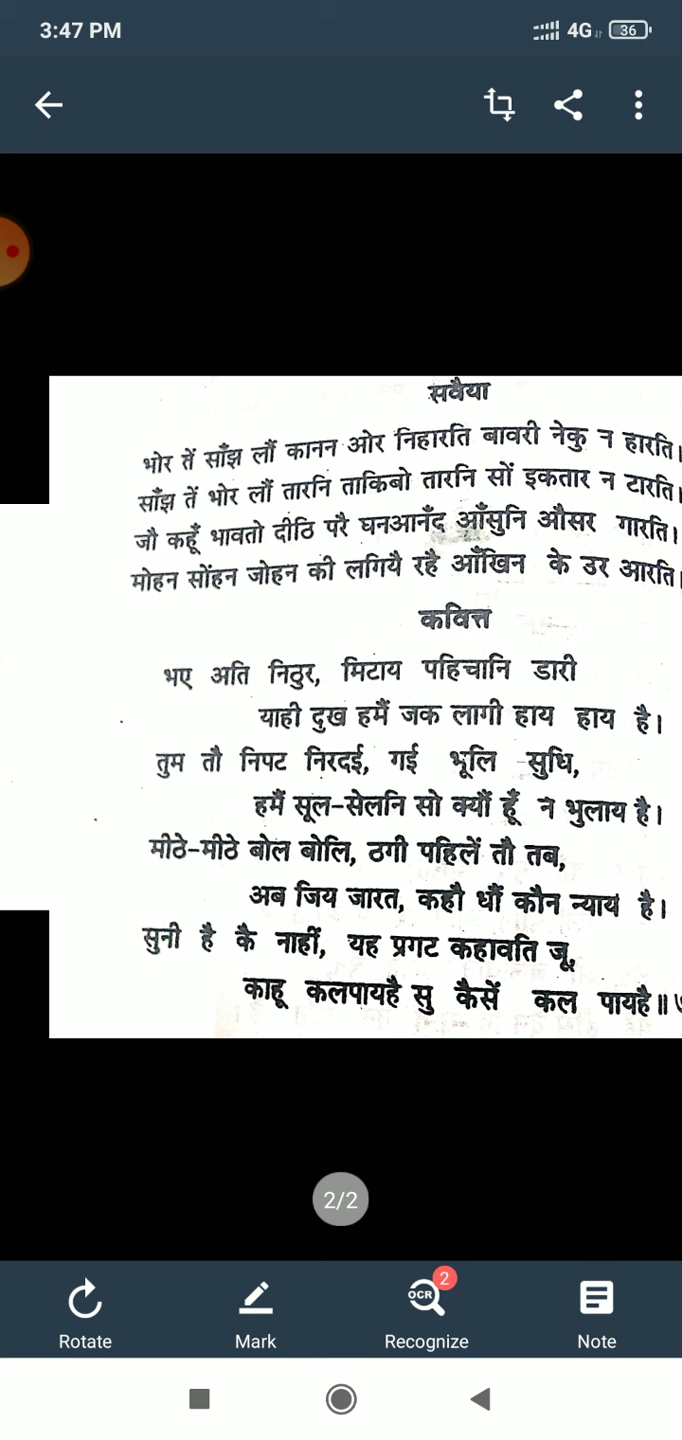 3:47 PM
4G 36
सवैया
भोर तें साँझ लौं कानन ओर निहारति बावरी नेकु न हारति।
साँझ तें भोर लौं तारनि ताकिबो तारनि सों इकतार न टारति।
जौ कहूँ भावतो दीठि परै घनआनँद आँसुनि औसर गारति।
मोहन सोंहन जोहन की लगियै रहै आँखिन के उर आरति।
कवित्त
भए अति निठुर, मिटाय पहिचानि डारी
याही दुख हमैं जक लागी हाय हाय है।
तुम तौ निपट निरदई, गई भूलि सुधि,
हमैं सूल-सेलनि सो क्यौं हूँ न भुलाय है।
मीठे-मीठे बोल बोलि, ठगी पहिलें तौ तब,
अब जिय जारत, कहौ धौं कौन न्याय है।
सुनी है कै नाहीं, यह प्रगट कहावति जू,
काहू कलपायहै सु कैसें कल पायहै॥
2/2
OCR 2
Rotate Mark Recognize Note